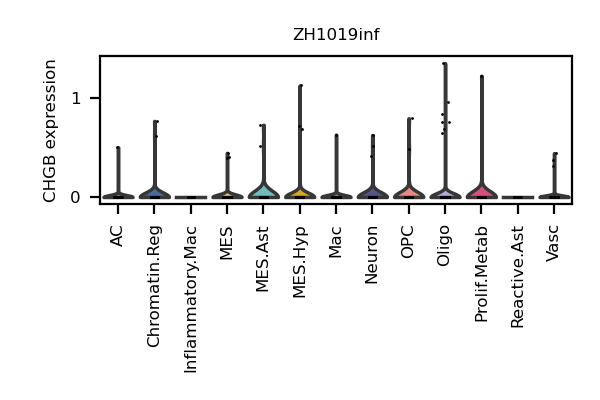 ZH1019inf
CHGB expression
1
0
AC
Chromatin.Reg
Inflammatory.Mac
MES
MES.Ast
MES.Hyp
Mac
Neuron
OPC
Oligo
Prolif.Metab
Reactive.Ast
Vasc